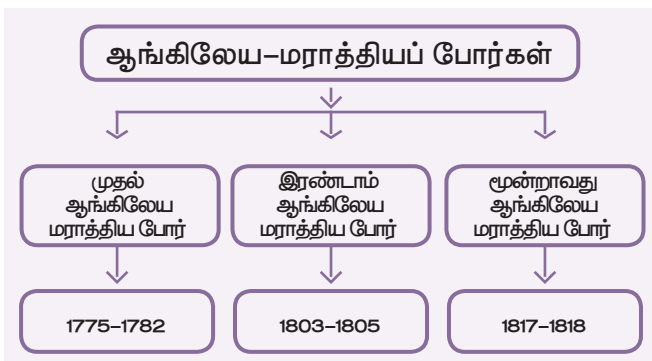 ஆங்கிலேய–மராத்தியப் போர்கள்
முதல்
ஆங்கிலேய
மராத்திய போர்
இரண்டாம்
ஆங்கிலேய
மராத்திய போர்
மூன்றாவது
ஆங்கிலேய
மராத்திய போர்
1775–1782
1803–1805
1817–1818